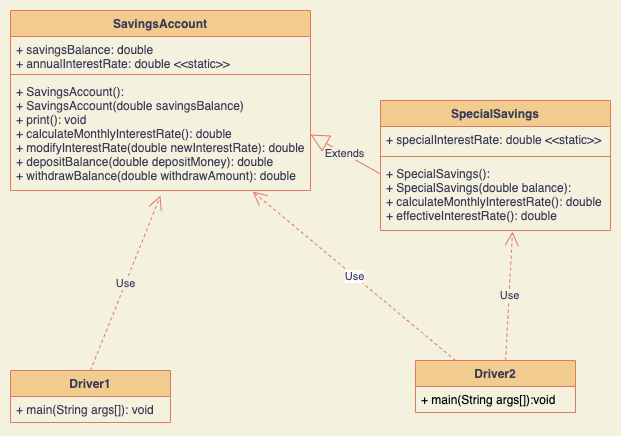 SavingsAccount
+ savingsBalance: double
+ annualInterestRate: double <<static>>
+ SavingsAccount():
+ SavingsAccount(double savingsBalance)
+ print(): void
+ calculateMonthlyInterestRate(): double
+ modifyInterestRate(double newInterestRate): double
+ depositBalance(double depositMoney): double
+ withdrawBalance(double withdrawAmount): double
SpecialSavings
+ specialInterestRate: double <<static>>
+ SpecialSavings():
+ SpecialSavings(double balance):
+ calculateMonthlyInterestRate(): double
+ effectiveInterestRate(): double
Extends
Use
Use
Use
Driver1
+ main(String args[]): void
Driver2
+ main(String args[]):void